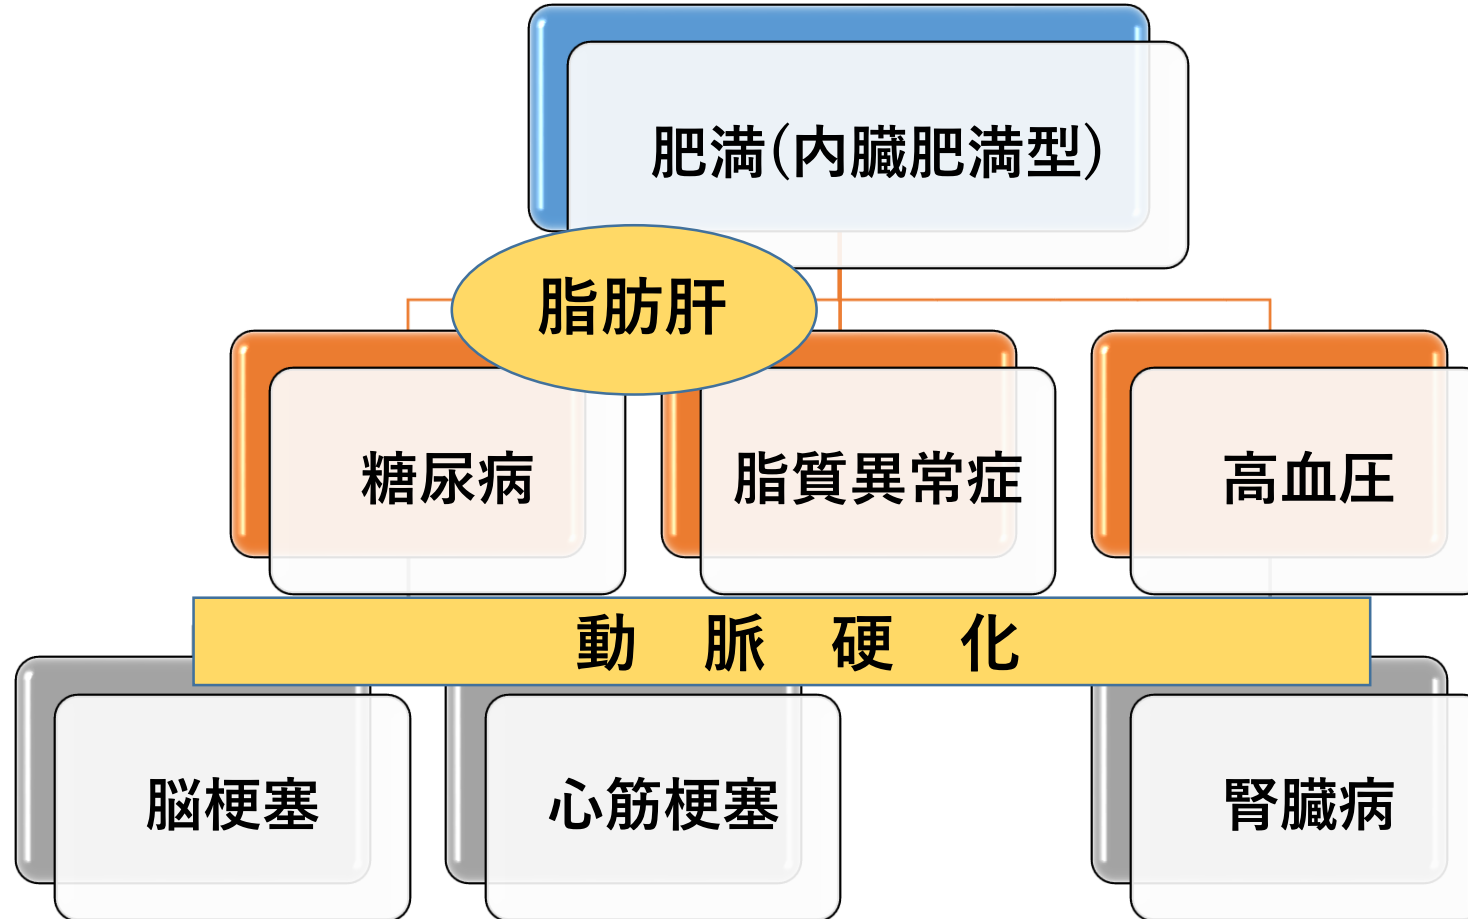 肥満(内臓肥満型)
脂肪肝
糖尿病
脂質異常症
高血圧
動　脈　硬　化
脳梗塞
心筋梗塞
腎臓病